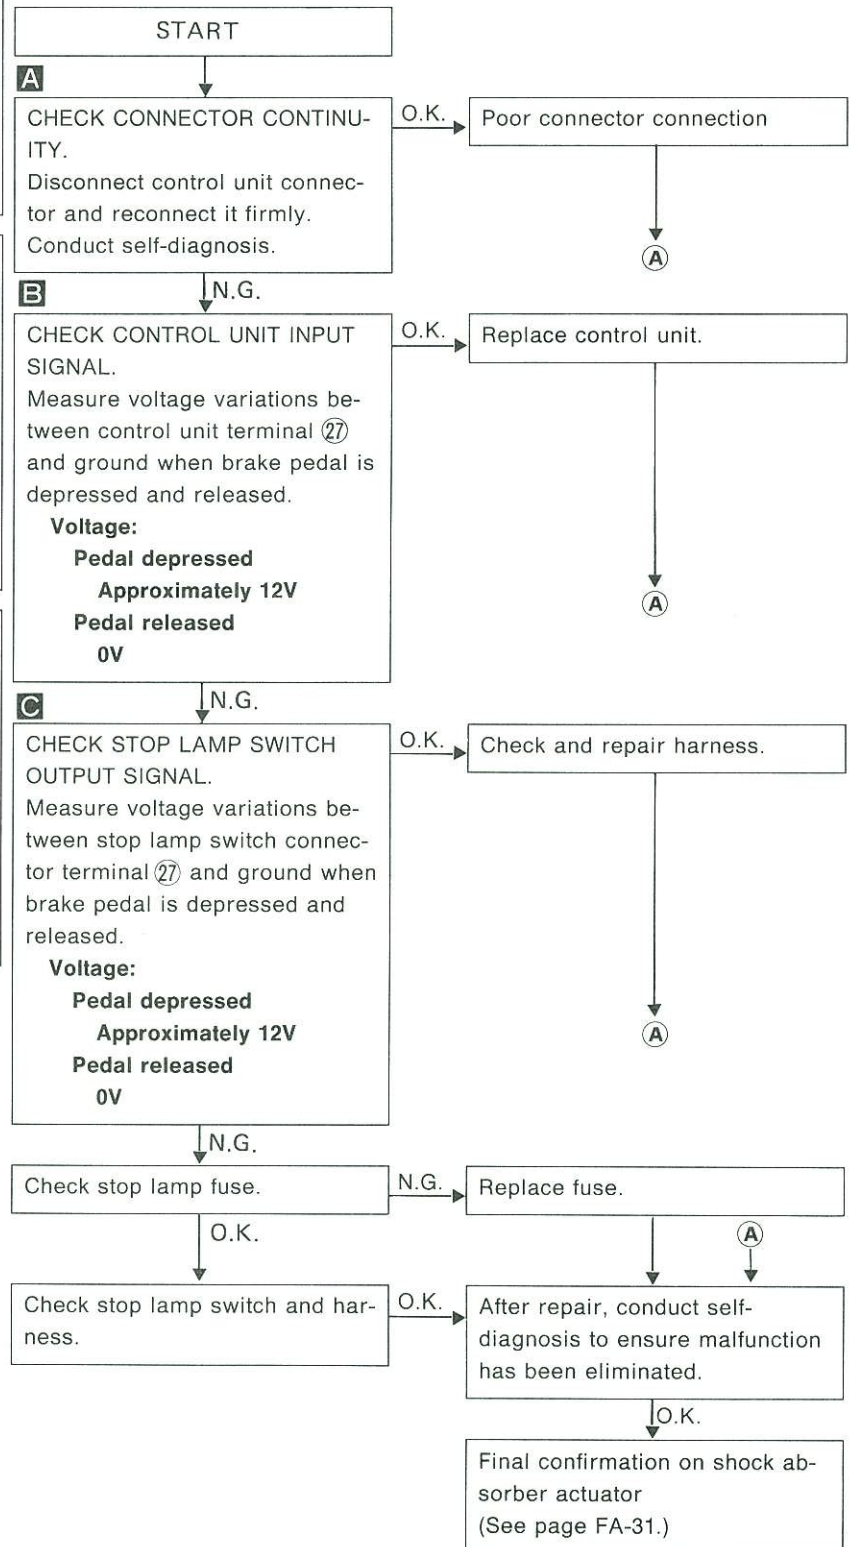 START
A
CHECK CONNECTOR CONTINU-
ITY.
Disconnect control unit connec-
tor and reconnect it firmly.
Conduct self-diagnosis.
O.K.
Poor connector connection
A
N.G.
B
CHECK CONTROL UNIT INPUT
SIGNAL.
Measure voltage variations be-
tween control unit terminal 27
and ground when brake pedal is
depressed and released.
Voltage:
Pedal depressed
Approximately 12V
Pedal released
0V
O.K.
Replace control unit.
A
N.G.
C
CHECK STOP LAMP SWITCH
OUTPUT SIGNAL.
Measure voltage variations be-
tween stop lamp switch connec-
tor terminal 27 and ground when
brake pedal is depressed and
released.
Voltage:
Pedal depressed
Approximately 12V
Pedal released
0V
O.K.
Check and repair harness.
A
N.G.
Check stop lamp fuse.
N.G.
Replace fuse.
O.K.
A
Check stop lamp switch and har-
ness.
O.K.
After repair, conduct self-
diagnosis to ensure malfunction
has been eliminated.
O.K.
Final confirmation on shock ab-
sorber actuator
(See page FA-31.)